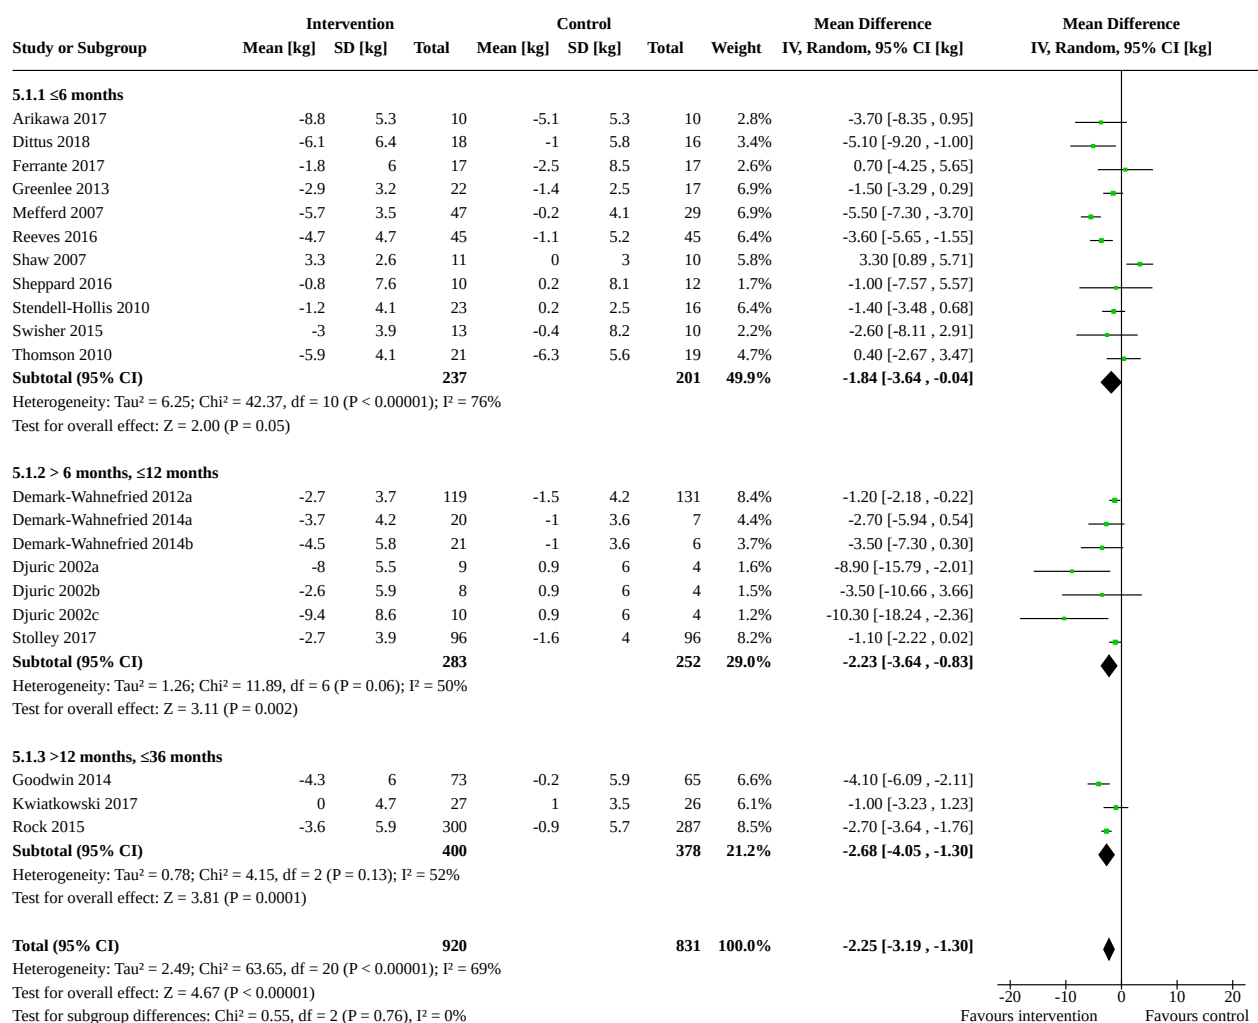 Intervention Control Mean Difference Mean Difference
Study or Subgroup Mean [kg] SD [kg] Total Mean [kg] SD [kg] Total Weight IV, Random, 95% CI [kg] IV, Random, 95% CI [kg]
5.1.1 ≤6 months
Arikawa 2017 -8.8 5.3 10 -5.1 5.3 10 2.8% -3.70 [-8.35 , 0.95]
Dittus 2018 -6.1 6.4 18 -1 5.8 16 3.4% -5.10 [-9.20 , -1.00]
Ferrante 2017 -1.8 6 17 -2.5 8.5 17 2.6% 0.70 [-4.25 , 5.65]
Greenlee 2013 -2.9 3.2 22 -1.4 2.5 17 6.9% -1.50 [-3.29 , 0.29]
Mefferd 2007 -5.7 3.5 47 -0.2 4.1 29 6.9% -5.50 [-7.30 , -3.70]
Reeves 2016 -4.7 4.7 45 -1.1 5.2 45 6.4% -3.60 [-5.65 , -1.55]
Shaw 2007 3.3 2.6 11 0 3 10 5.8% 3.30 [0.89 , 5.71]
Sheppard 2016 -0.8 7.6 10 0.2 8.1 12 1.7% -1.00 [-7.57 , 5.57]
Stendell-Hollis 2010 -1.2 4.1 23 0.2 2.5 16 6.4% -1.40 [-3.48 , 0.68]
Swisher 2015 -3 3.9 13 -0.4 8.2 10 2.2% -2.60 [-8.11 , 2.91]
Thomson 2010 -5.9 4.1 21 -6.3 5.6 19 4.7% 0.40 [-2.67 , 3.47]
Subtotal (95% CI) 237 201 49.9% -1.84 [-3.64 , -0.04]
Heterogeneity: Tau² = 6.25; Chi² = 42.37, df = 10 (P < 0.00001); I² = 76%
Test for overall effect: Z = 2.00 (P = 0.05)
5.1.2 > 6 months, ≤12 months
Demark-Wahnefried 2012a -2.7 3.7 119 -1.5 4.2 131 8.4% -1.20 [-2.18 , -0.22]
Demark-Wahnefried 2014a -3.7 4.2 20 -1 3.6 7 4.4% -2.70 [-5.94 , 0.54]
Demark-Wahnefried 2014b -4.5 5.8 21 -1 3.6 6 3.7% -3.50 [-7.30 , 0.30]
Djuric 2002a -8 5.5 9 0.9 6 4 1.6% -8.90 [-15.79 , -2.01]
Djuric 2002b -2.6 5.9 8 0.9 6 4 1.5% -3.50 [-10.66 , 3.66]
Djuric 2002c -9.4 8.6 10 0.9 6 4 1.2% -10.30 [-18.24 , -2.36]
Stolley 2017 -2.7 3.9 96 -1.6 4 96 8.2% -1.10 [-2.22 , 0.02]
Subtotal (95% CI) 283 252 29.0% -2.23 [-3.64 , -0.83]
Heterogeneity: Tau² = 1.26; Chi² = 11.89, df = 6 (P = 0.06); I² = 50%
Test for overall effect: Z = 3.11 (P = 0.002)
5.1.3 >12 months, ≤36 months
Goodwin 2014 -4.3 6 73 -0.2 5.9 65 6.6% -4.10 [-6.09 , -2.11]
Kwiatkowski 2017 0 4.7 27 1 3.5 26 6.1% -1.00 [-3.23 , 1.23]
Rock 2015 -3.6 5.9 300 -0.9 5.7 287 8.5% -2.70 [-3.64 , -1.76]
Subtotal (95% CI) 400 378 21.2% -2.68 [-4.05 , -1.30]
Heterogeneity: Tau² = 0.78; Chi² = 4.15, df = 2 (P = 0.13); I² = 52%
Test for overall effect: Z = 3.81 (P = 0.0001)
Total (95% CI) 920 831 100.0% -2.25 [-3.19 , -1.30]
Heterogeneity: Tau² = 2.49; Chi² = 63.65, df = 20 (P < 0.00001); I² = 69%
Test for overall effect: Z = 4.67 (P < 0.00001) -20 -10 0 10 20
Test for subgroup differences: Chi² = 0.55, df = 2 (P = 0.76), I² = 0% Favours intervention Favours control